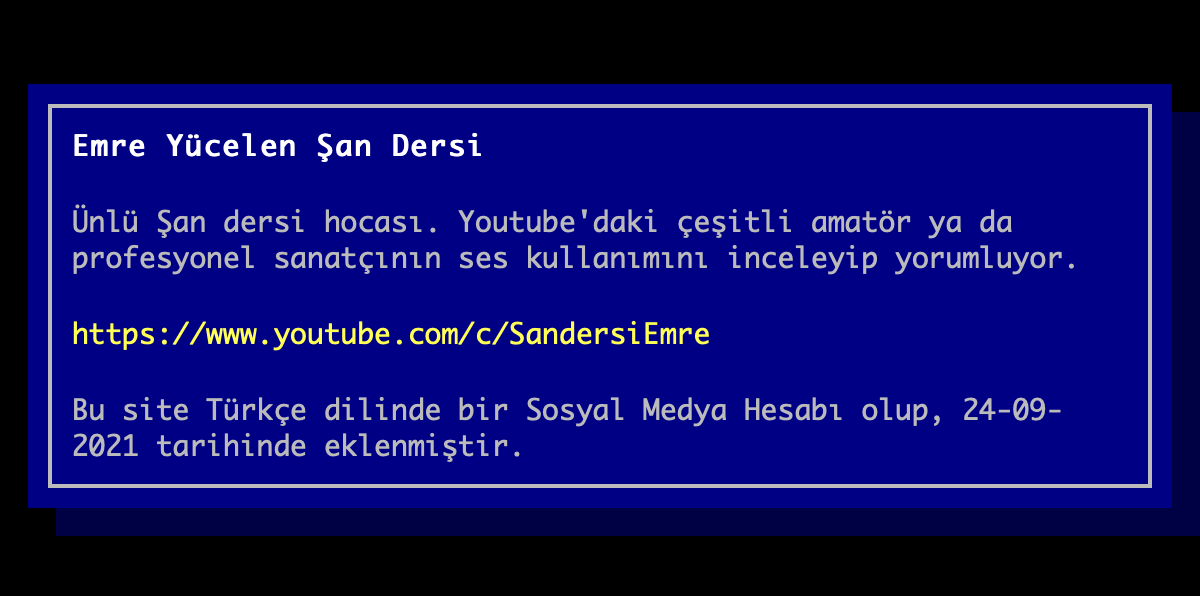 Emre Yücelen Şan Dersi
Ünlü Şan dersi hocası. Youtube'daki çeşitli amatör ya da
profesyonel sanatçının ses kullanımını inceleyip yorumluyor.
https://www.youtube.com/c/SandersiEmre
Bu site Türkçe dilinde bir Sosyal Medya Hesabı olup, 24-09-
2021 tarihinde eklenmiştir.